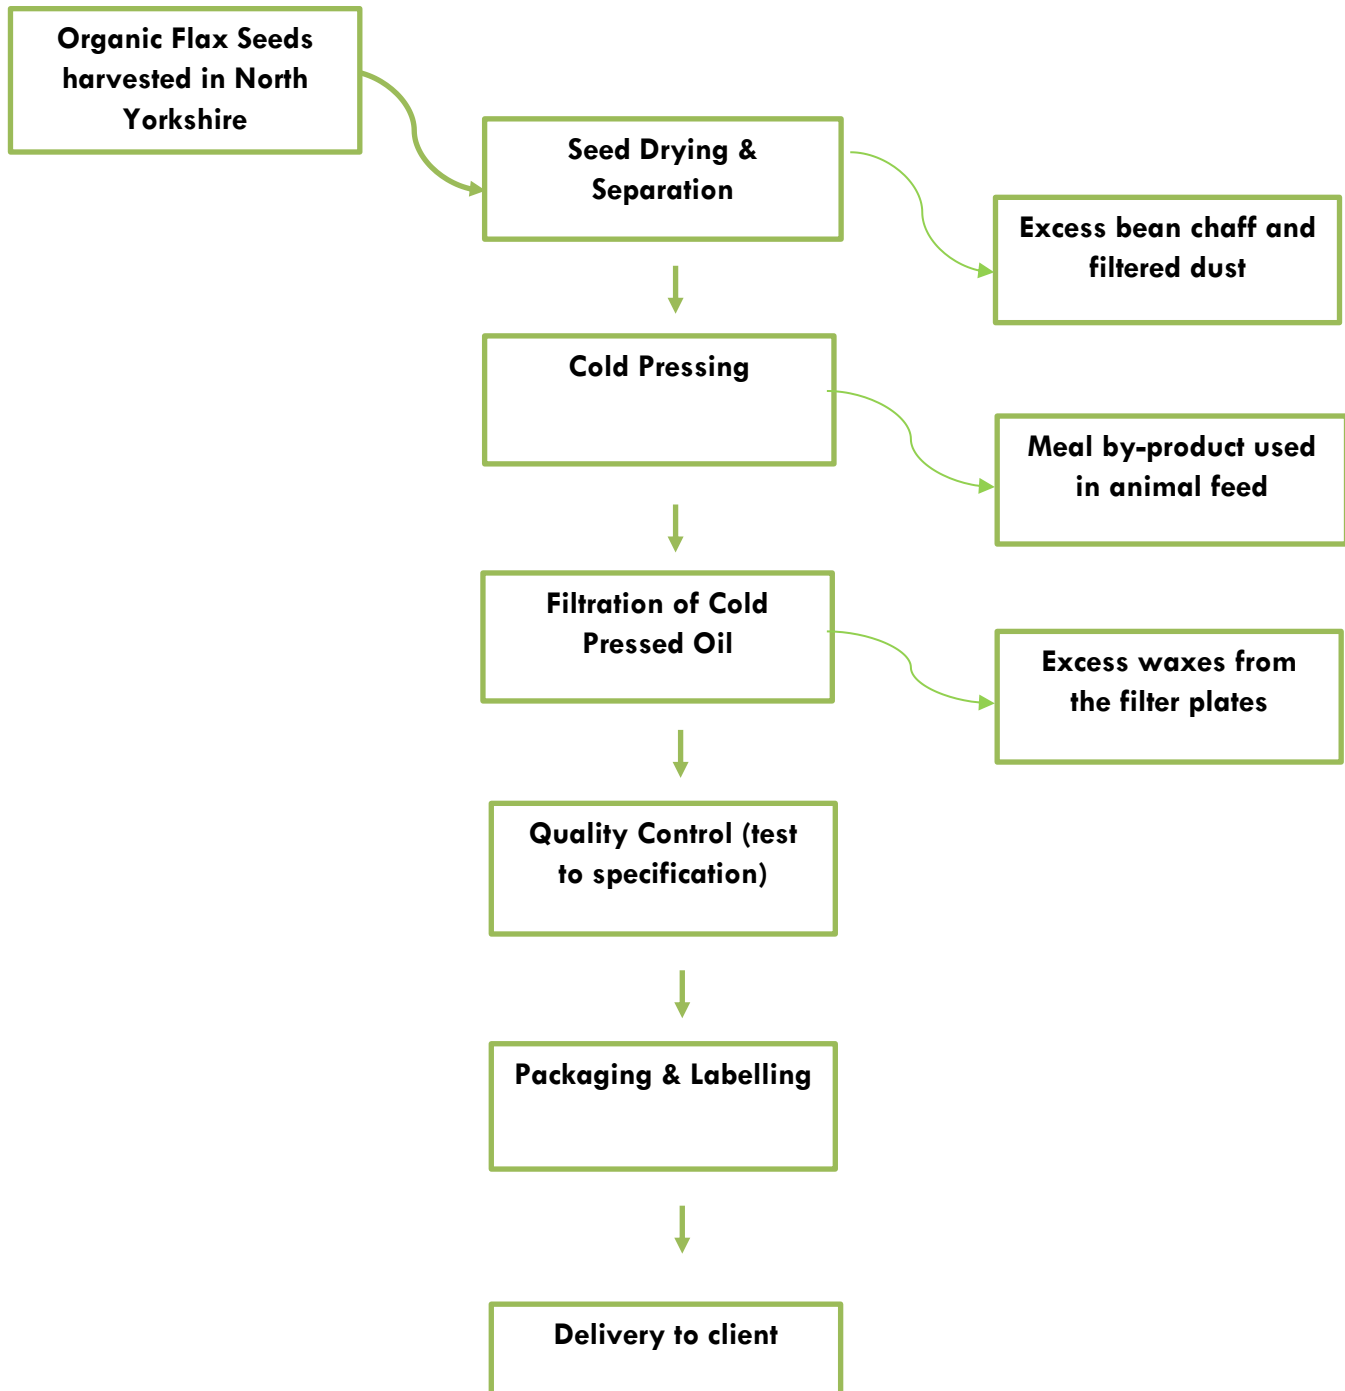 Organic Flax Seeds
harvested in North
Yorkshire
Seed Drying &
Separation
Excess bean chaff and
filtered dust
Cold Pressing
Meal by-product used
in animal feed
Filtration of Cold
Pressed Oil
Excess waxes from
the filter plates
Quality Control (test
to specification)
Packaging & Labelling
Delivery to client